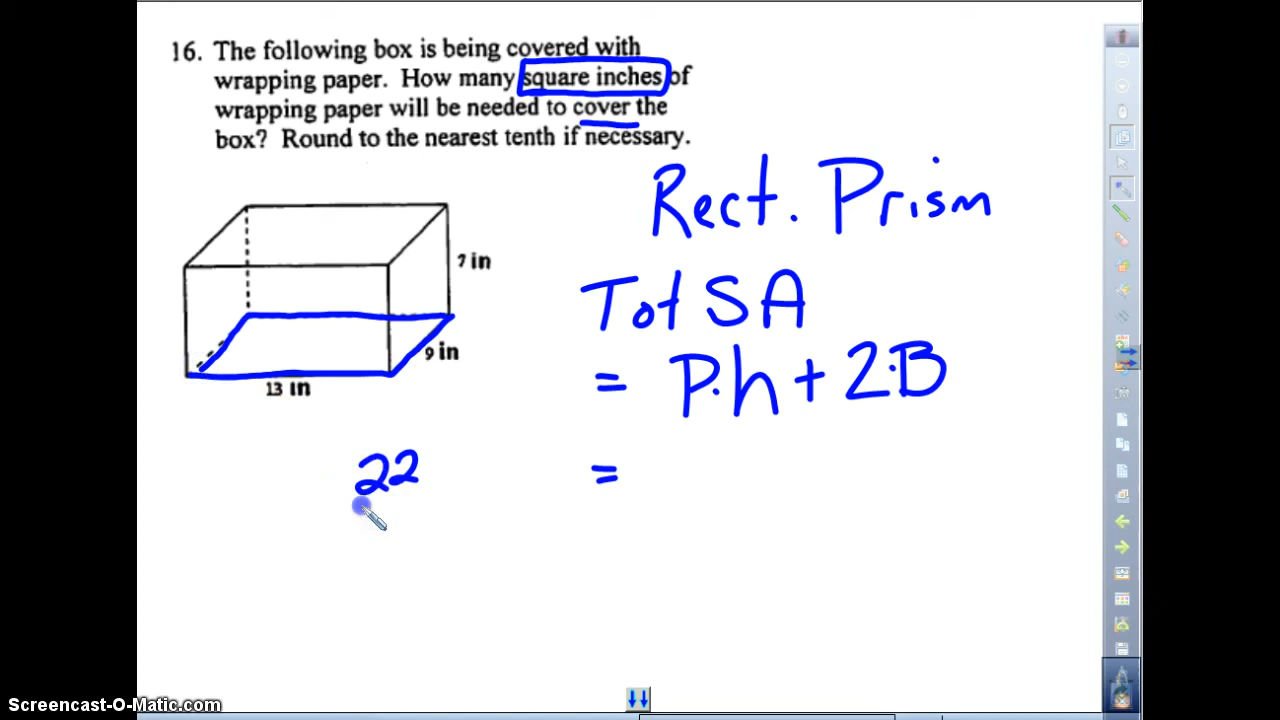 16. The following box is being covered with
wrapping paper. How many square inches of
wrapping paper will be needed to cover the
box? Round to the nearest tenth if necessary.
Rect. Prism
7 in
Tot SA
9 in
= P.h + 2.B
13 in
22
=
Screencast-O-Matic.com